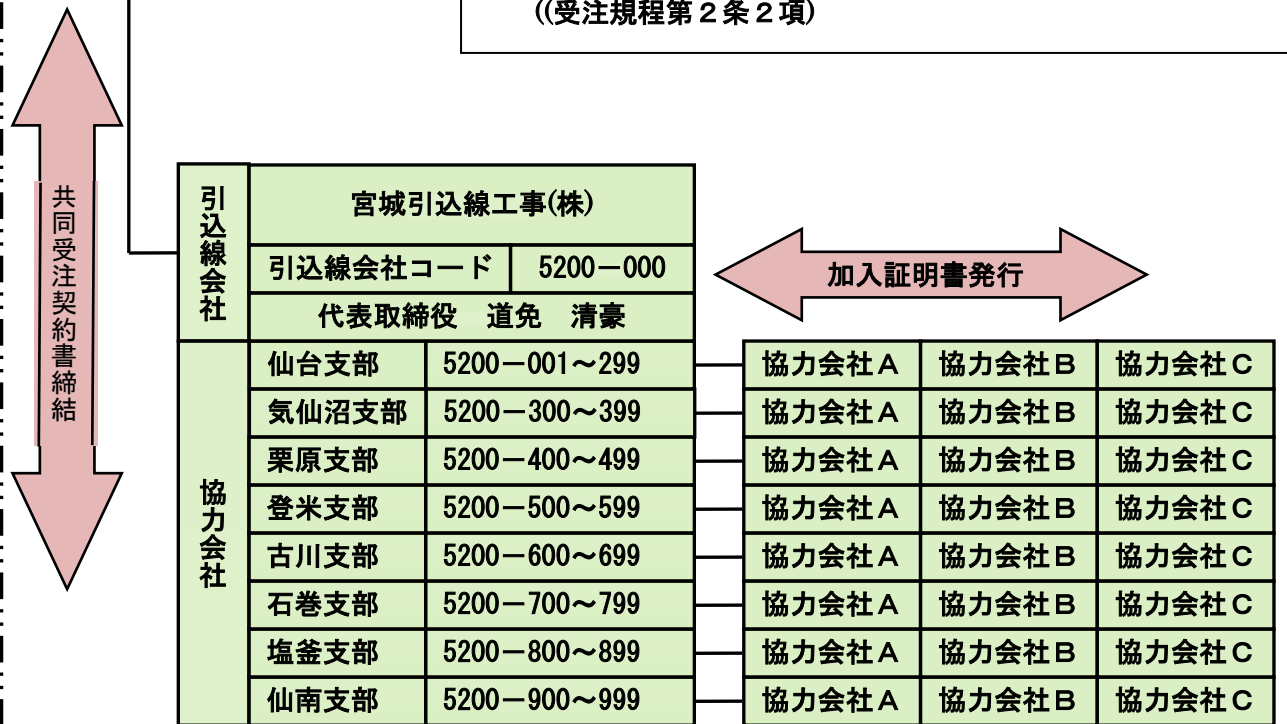 ((受注規程第２条２項)
共同受注契約書締結
引込線会社
宮城引込線工事(株)
引込線会社コード 5200－000
代表取締役　道免　清豪
加入証明書発行
協力会社
仙台支部 5200－001～299 協力会社Ａ 協力会社Ｂ 協力会社Ｃ
気仙沼支部 5200－300～399 協力会社Ａ 協力会社Ｂ 協力会社Ｃ
栗原支部 5200－400～499 協力会社Ａ 協力会社Ｂ 協力会社Ｃ
登米支部 5200－500～599 協力会社Ａ 協力会社Ｂ 協力会社Ｃ
古川支部 5200－600～699 協力会社Ａ 協力会社Ｂ 協力会社Ｃ
石巻支部 5200－700～799 協力会社Ａ 協力会社Ｂ 協力会社Ｃ
塩釜支部 5200－800～899 協力会社Ａ 協力会社Ｂ 協力会社Ｃ
仙南支部 5200－900～999 協力会社Ａ 協力会社Ｂ 協力会社Ｃ